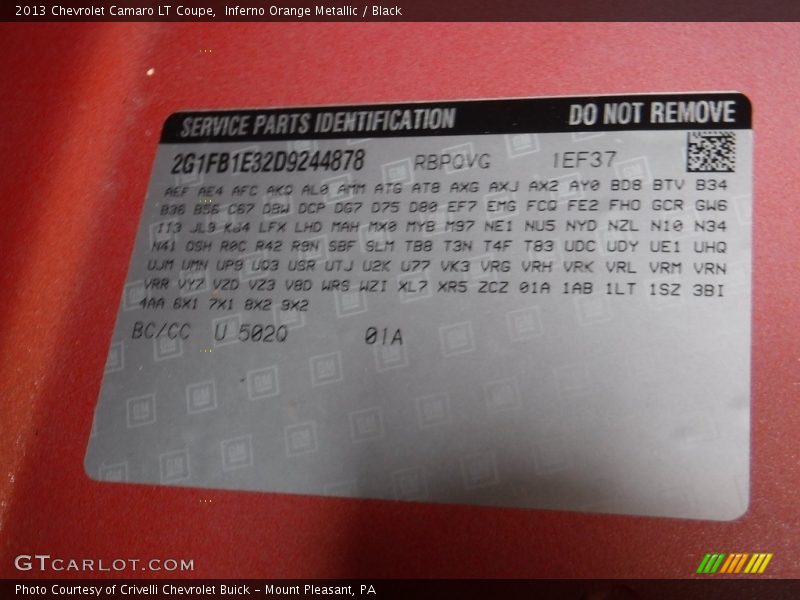 2013 Chevrolet Camaro LT Coupe, Inferno Orange Metallic / Black
SERVICE PARTS IDENTIFICATION DO NOT REMOVE
2G1FB1E32D9244878 RBPQVG 1EF37
AEF AE4 AFC AKO AL0 AMM ATG AT8 AXG AXJ AX2 AY0 BD8 BTV B34
B36 B56 C67 DBW DCP DG7 D75 D80 EF7 EMG FCQ FE2 FHO GCR GW6
I13 JL9 KB4 LFX LHD MAH MX0 MYB M97 NE1 NU5 NYD NZL N10 N34
N41 OSH R0C R42 R9N SBF SLM TB8 T3N T4F T83 UDC UDY UE1 UHQ
UJM UMN UP9 UQ3 USR UTJ U2K U77 VK3 VRG VRH VRK VRL VRM VRN
VRR VY7 VZD VZ3 V8D WRS WZI XL7 XR5 ZCZ 01A 1AB 1LT 1SZ 3BI
4AA 6X1 7X1 8X2 9X2
BC/CC U 502Q 01A
GTCARLOT.COM
Photo Courtesy of Crivelli Chevrolet Buick - Mount Pleasant, PA